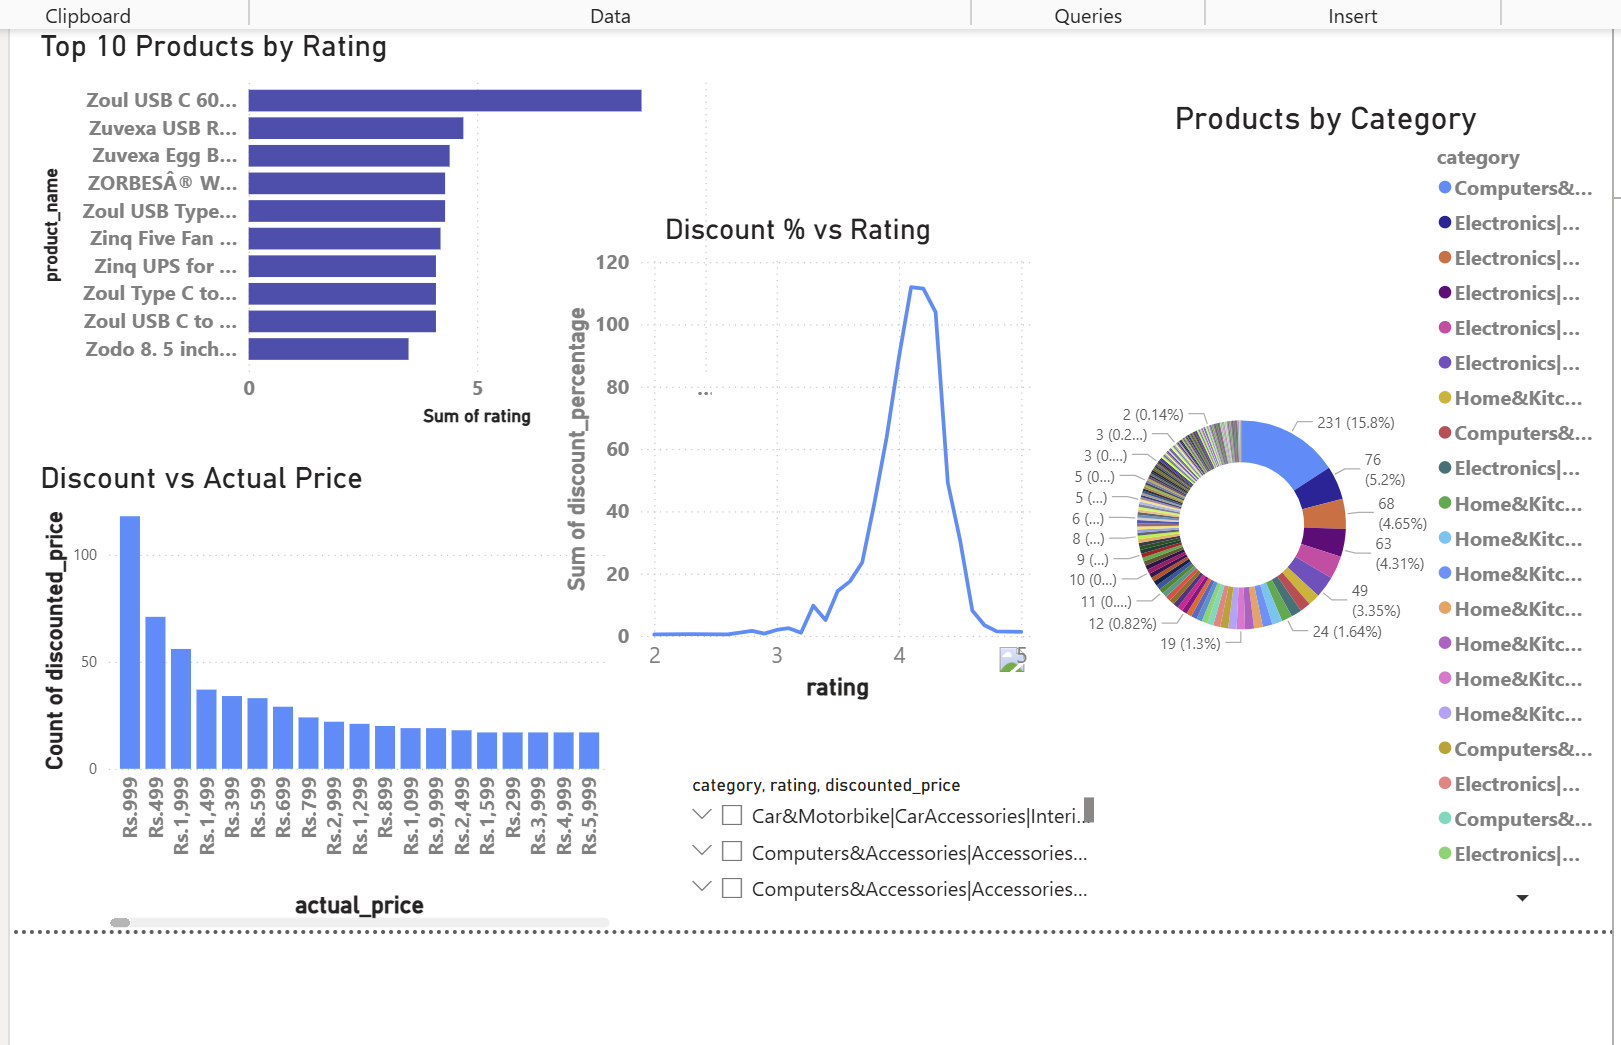 Clipboard
Data
Queries
Insert
Top 10 Products by Rating
product_name
Zoul USB C 60...
Zuvexa USB R...
Zuvexa Egg B...
ZORBESÂ® W...
Zoul USB Type...
Zinq Five Fan ...
Zinq UPS for ...
Zoul Type C to...
Zoul USB C to ...
Zodo 8. 5 inch...
0
5
Sum of rating
Discount vs Actual Price
Count of discounted_price
100
50
0
Rs.999
Rs.499
Rs.1,999
Rs.1,499
Rs.399
Rs.599
Rs.699
Rs.799
Rs.2,999
Rs.1,299
Rs.899
Rs.1,099
Rs.9,999
Rs.2,499
Rs.1,599
Rs.299
Rs.3,999
Rs.4,999
Rs.5,999
actual_price
Discount % vs Rating
Sum of discount_percentage
120
100
80
60
40
20
0
2
3
4
5
rating
...
category, rating, discounted_price
Car&Motorbike|CarAccessories|Interi...
Computers&Accessories|Accessories...
Computers&Accessories|Accessories...
Products by Category
231 (15.8%)
76
(5.2%)
68
(4.65%)
63
(4.31%)
49
(3.35%)
24 (1.64%)
19 (1.3%)
12 (0.82%)
11 (0....)
10 (0...)
9 (...)
8 (...)
6 (...)
5 (...)
5 (0...)
3 (0....)
3 (0.2...)
2 (0.14%)
category
Computers&...
Electronics|...
Electronics|...
Electronics|...
Electronics|...
Electronics|...
Home&Kitc...
Computers&...
Electronics|...
Home&Kitc...
Home&Kitc...
Home&Kitc...
Home&Kitc...
Home&Kitc...
Home&Kitc...
Home&Kitc...
Computers&...
Electronics|...
Computers&...
Electronics|...